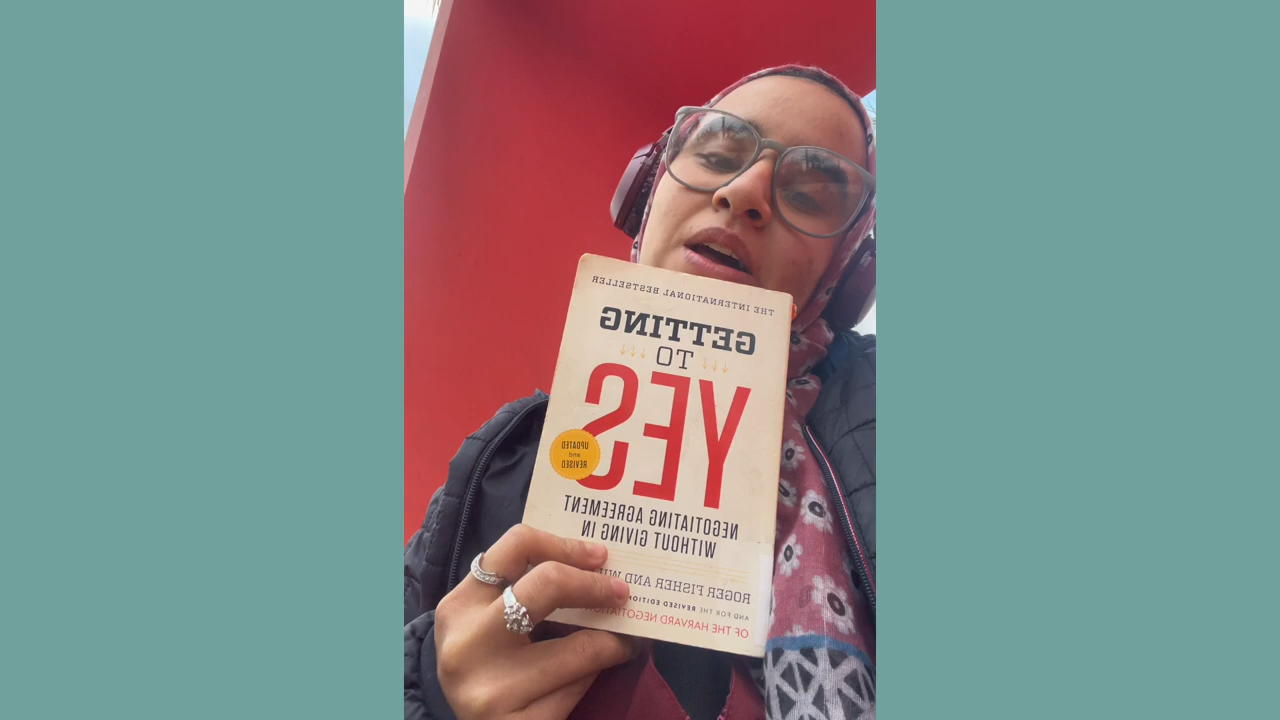 THE INTERNATIONAL BESTSELLER
GETTING
TO
YES
UPDATED
and
REVISED
NEGOTIATING AGREEMENT
WITHOUT GIVING IN
ROGER FISHER AND
AND FOR THE REVISED EDITION
OF THE HARVARD